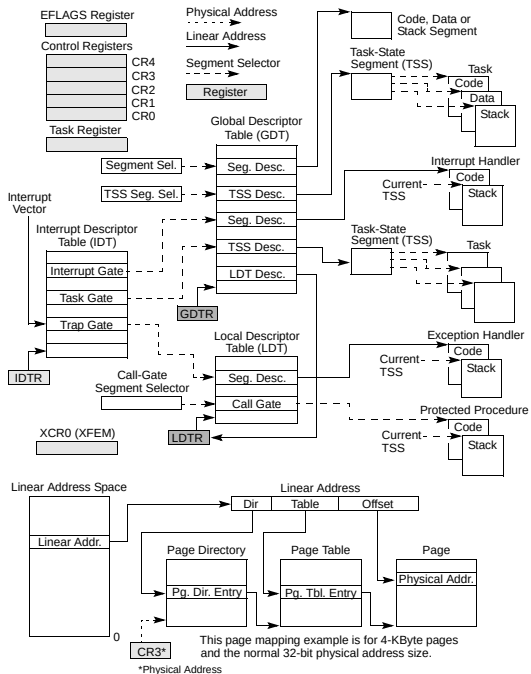 EFLAGS Register
Control Registers
CR4
CR3
CR2
CR1
CR0
Task Register
Physical Address
Linear Address
Segment Selector
Register
Code, Data or
Stack Segment
Task-State
Segment (TSS)
Task
Code
Data
Stack
Global Descriptor
Table (GDT)
Segment Sel.
Seg. Desc.
TSS Seg. Sel.
TSS Desc.
Interrupt Handler
Code
Current
TSS
Stack
Interrupt
Vector
Interrupt Descriptor
Table (IDT)
Seg. Desc.
Interrupt Gate
TSS Desc.
Task-State
Segment (TSS)
Task
Task Gate
LDT Desc.
Trap Gate
GDTR
IDTR
Local Descriptor
Table (LDT)
Exception Handler
Code
Current
TSS
Stack
Call-Gate
Segment Selector
Seg. Desc.
Call Gate
Protected Procedure
Code
Current
TSS
Stack
XCR0 (XFEM)
LDTR
Linear Address Space
Linear Address
Dir
Table
Offset
Linear Addr.
Page Directory
Page Table
Page
Physical Addr.
Pg. Dir. Entry
Pg. Tbl. Entry
0
CR3*
This page mapping example is for 4-KByte pages
and the normal 32-bit physical address size.
*Physical Address